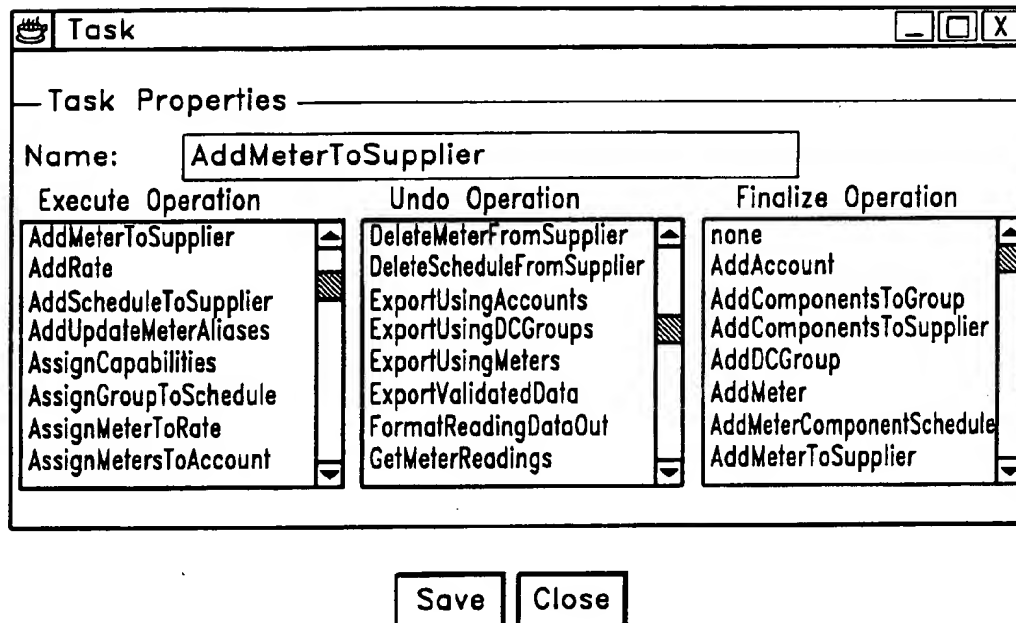 Task
X
Task Properties
Name: AddMeterToSupplier
Execute Operation
AddMeterToSupplier
AddRate
AddScheduleToSupplier
AddUpdateMeterAliases
AssignCapabilities
AssignGroupToSchedule
AssignMeterToRate
AssignMetersToAccount
Undo Operation
DeleteMeterFromSupplier
DeleteScheduleFromSupplier
ExportUsingAccounts
ExportUsingDCGroups
ExportUsingMeters
ExportValidatedData
FormatReadingDataOut
GetMeterReadings
Finalize Operation
none
AddAccount
AddComponentsToGroup
AddComponentsToSupplier
AddDCGroup
AddMeter
AddMeterComponentSchedule
AddMeterToSupplier
Save Close